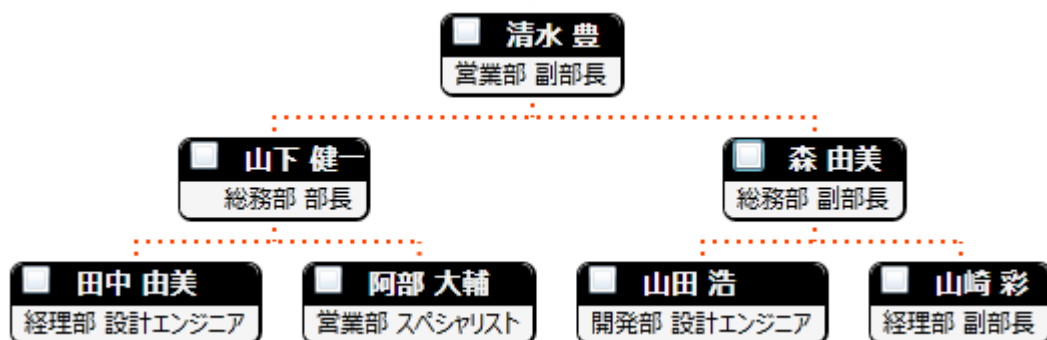 清水 豊
営業部 副部長
山下 健一
総務部 部長
森 由美
総務部 副部長
田中 由美
経理部 設計エンジニア
阿部 大輔
営業部 スペシャリスト
山田 浩
開発部 設計エンジニア
山崎 彩
経理部 副部長